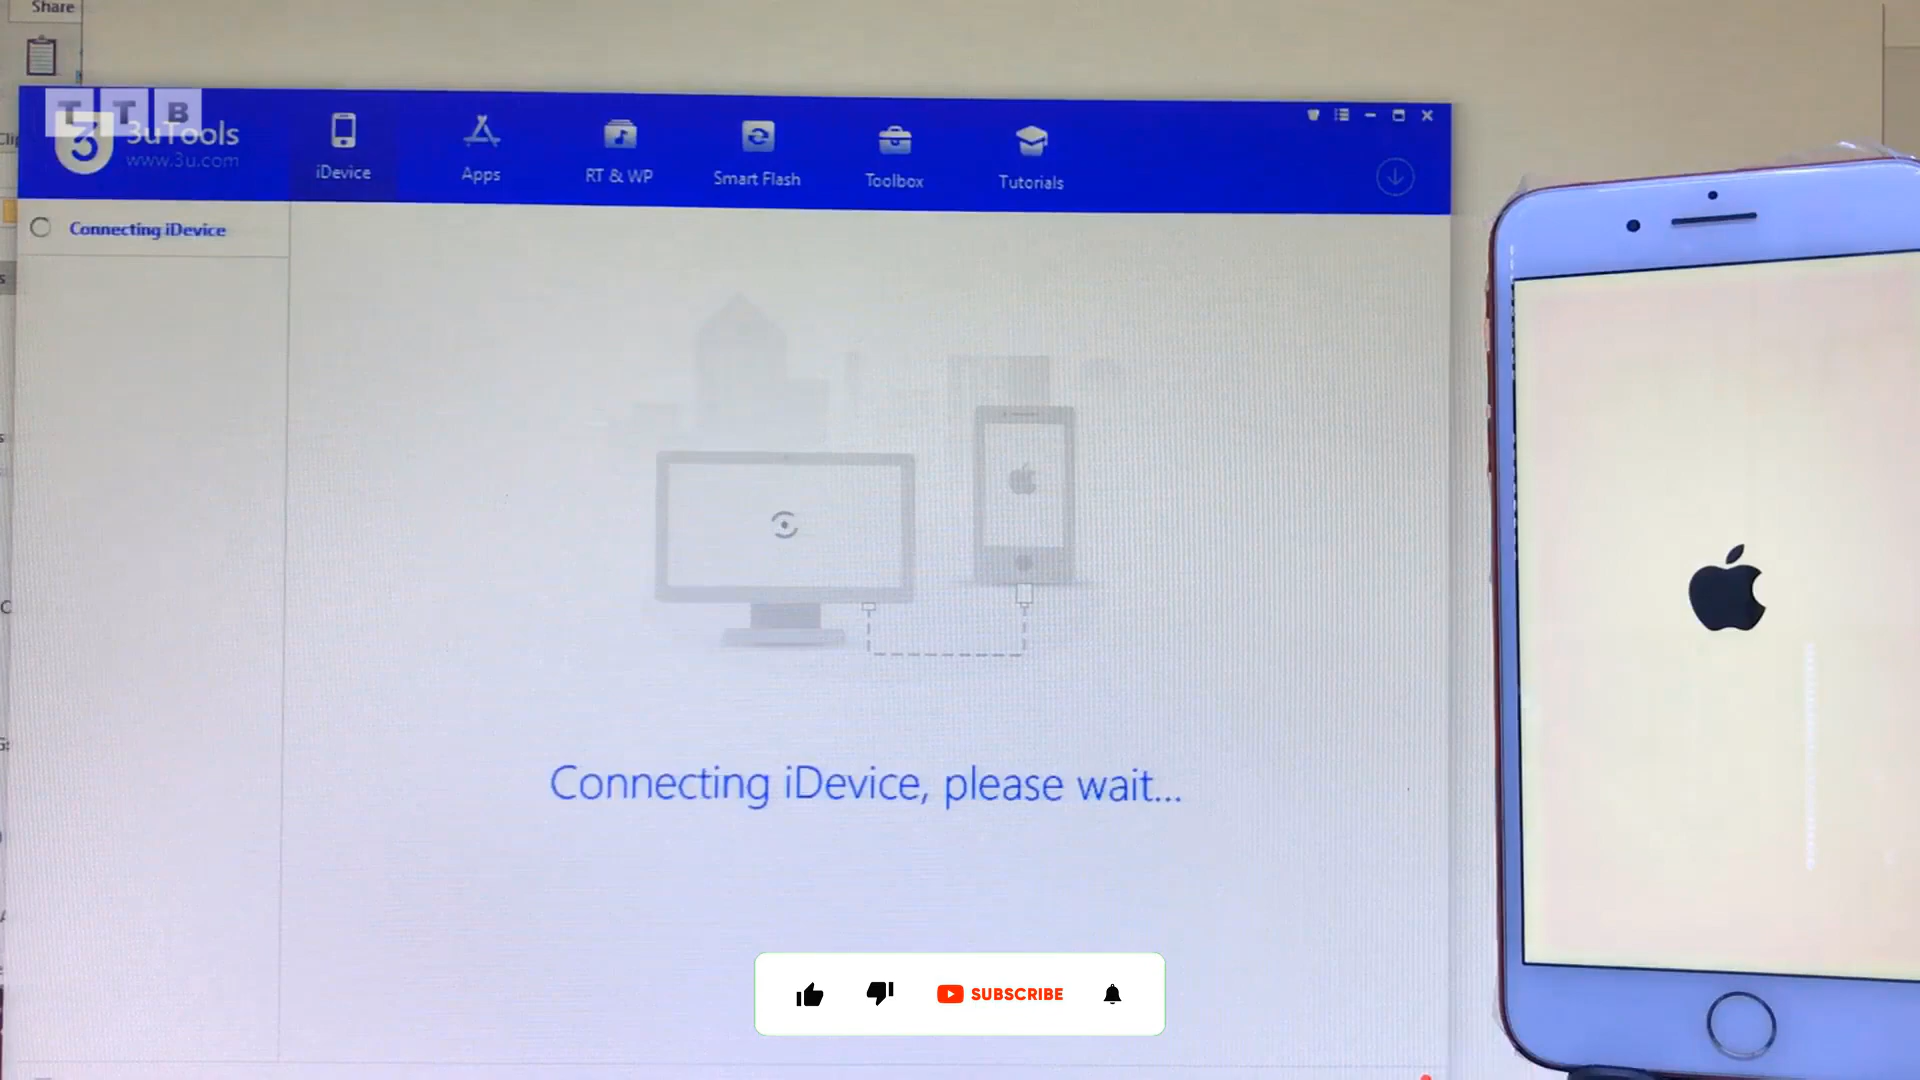 Share
T T B
3 3uTools
www.3u.com
iDevice
Apps
RT & WP
Smart Flash
Toolbox
Tutorials
Connecting iDevice
Connecting iDevice, please wait...
SUBSCRIBE